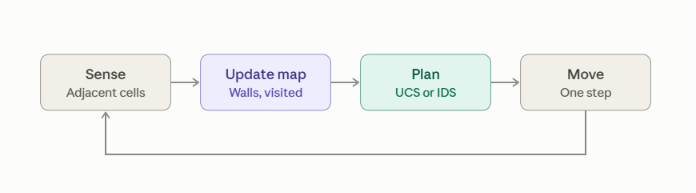 Sense
Adjacent cells
Update map
Walls, visited
Plan
UCS or IDS
Move
One step